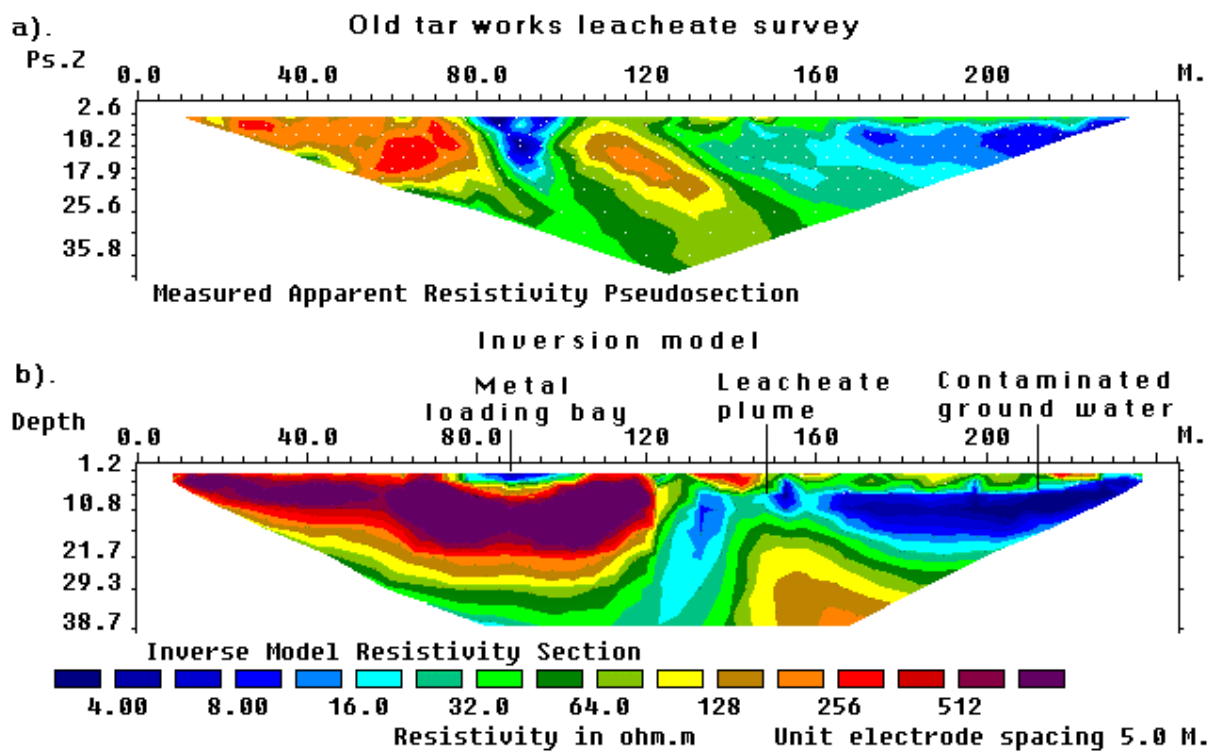 a).
Old tar works leacheate survey
Ps.Z
0.0 40.0 80.0 120 160 200 M.
2.6
10.2
17.9
25.6
35.8
Measured Apparent Resistivity Pseudosection
Inversion model
b).
Metal loading bay
Leacheate plume
Contaminated ground water
Depth
0.0 40.0 80.0 120 160 200 M.
1.2
10.8
21.7
29.3
38.7
Inverse Model Resistivity Section
4.00 8.00 16.0 32.0 64.0 128 256 512
Resistivity in ohm.m Unit electrode spacing 5.0 M.